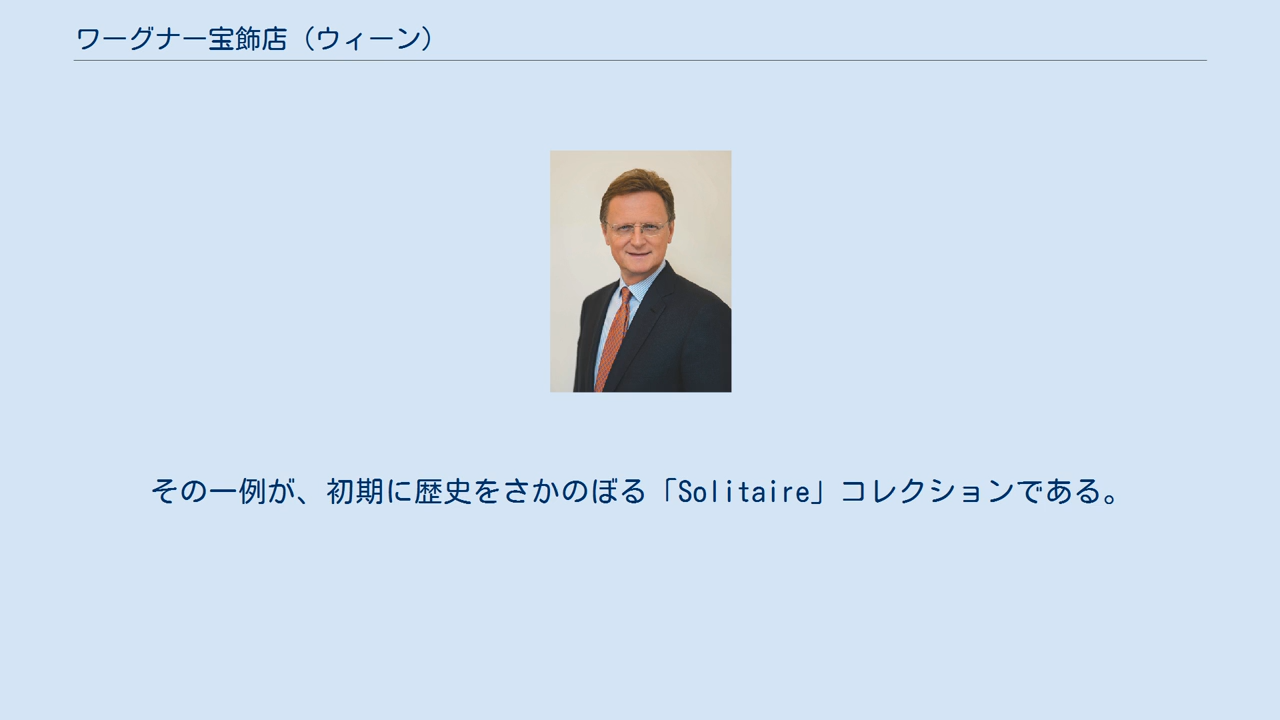 ワーグナー宝飾店（ウィーン）
その一例が、初期に歴史をさかのぼる「Solitaire」コレクションである。